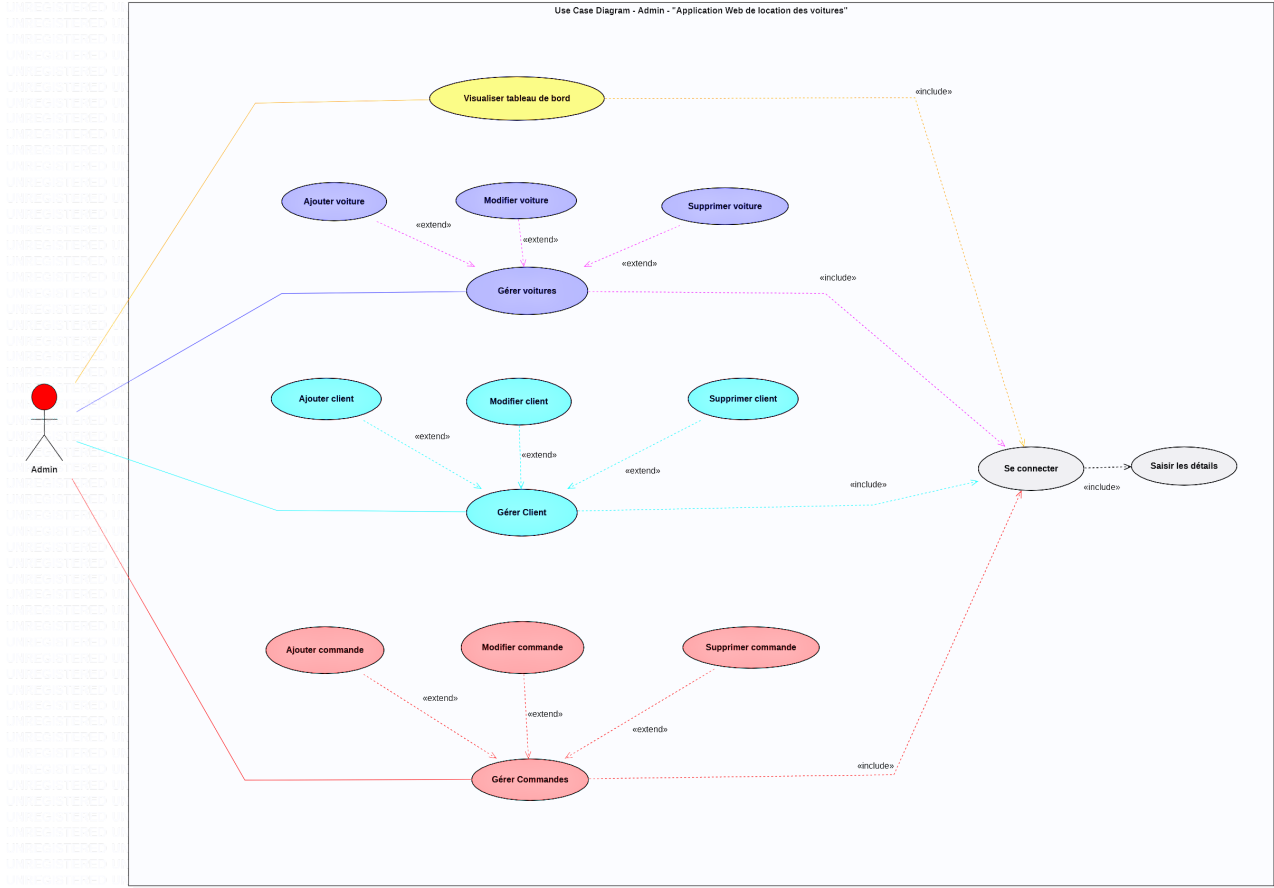 Use Case Diagram - Admin - "Application Web de location des voitures"
Visualiser tableau de bord
«include»
Ajouter voiture
Modifier voiture
Supprimer voiture
«extend»
«extend»
«extend»
Gérer voitures
«include»
Admin
Ajouter client
Modifier client
Supprimer client
«extend»
«extend»
«extend»
Gérer Client
«include»
Se connecter
Saisir les détails
«include»
Ajouter commande
Modifier commande
Supprimer commande
«extend»
«extend»
«extend»
Gérer Commandes
«include»